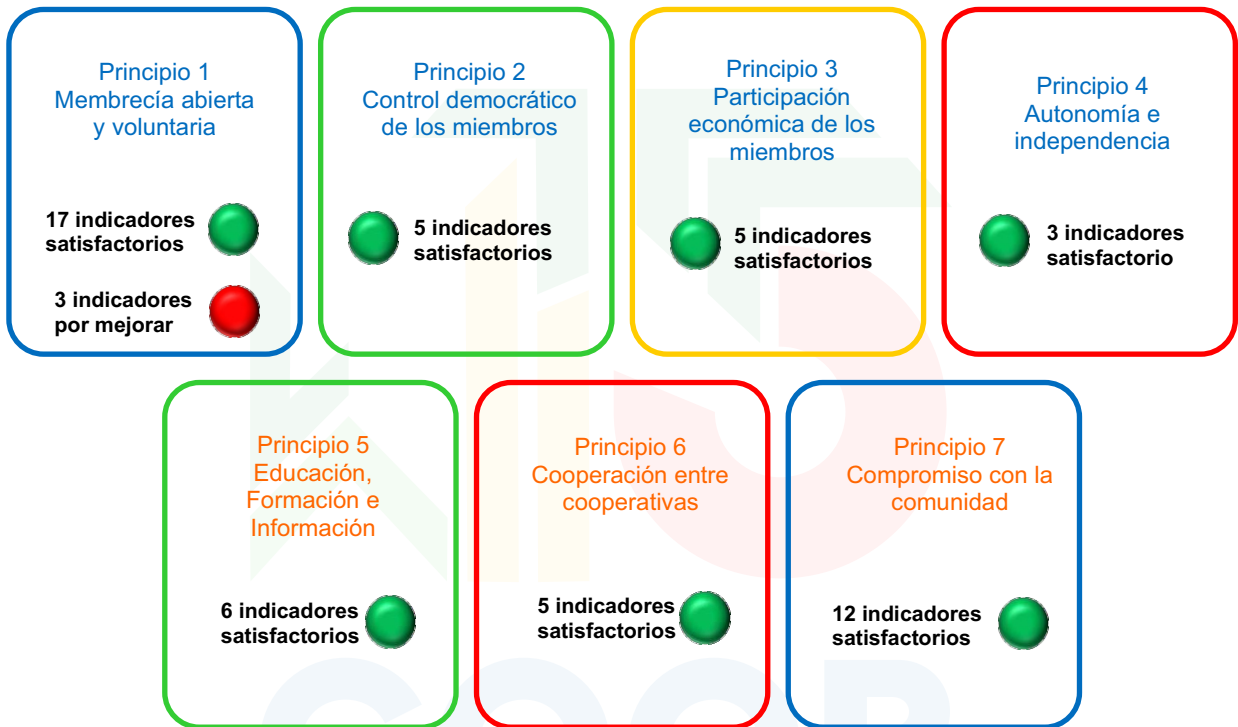 Principio 1
Membrecía abierta
y voluntaria
17 indicadores
satisfactorios
3 indicadores
por mejorar
Principio 2
Control democrático
de los miembros
5 indicadores
satisfactorios
Principio 3
Participación
económica de los
miembros
5 indicadores
satisfactorios
Principio 4
Autonomía e
independencia
3 indicadores
satisfactorio
Principio 5
Educación,
Formación e
Información
6 indicadores
satisfactorios
Principio 6
Cooperación entre
cooperativas
5 indicadores
satisfactorios
Principio 7
Compromiso con la
comunidad
12 indicadores
satisfactorios